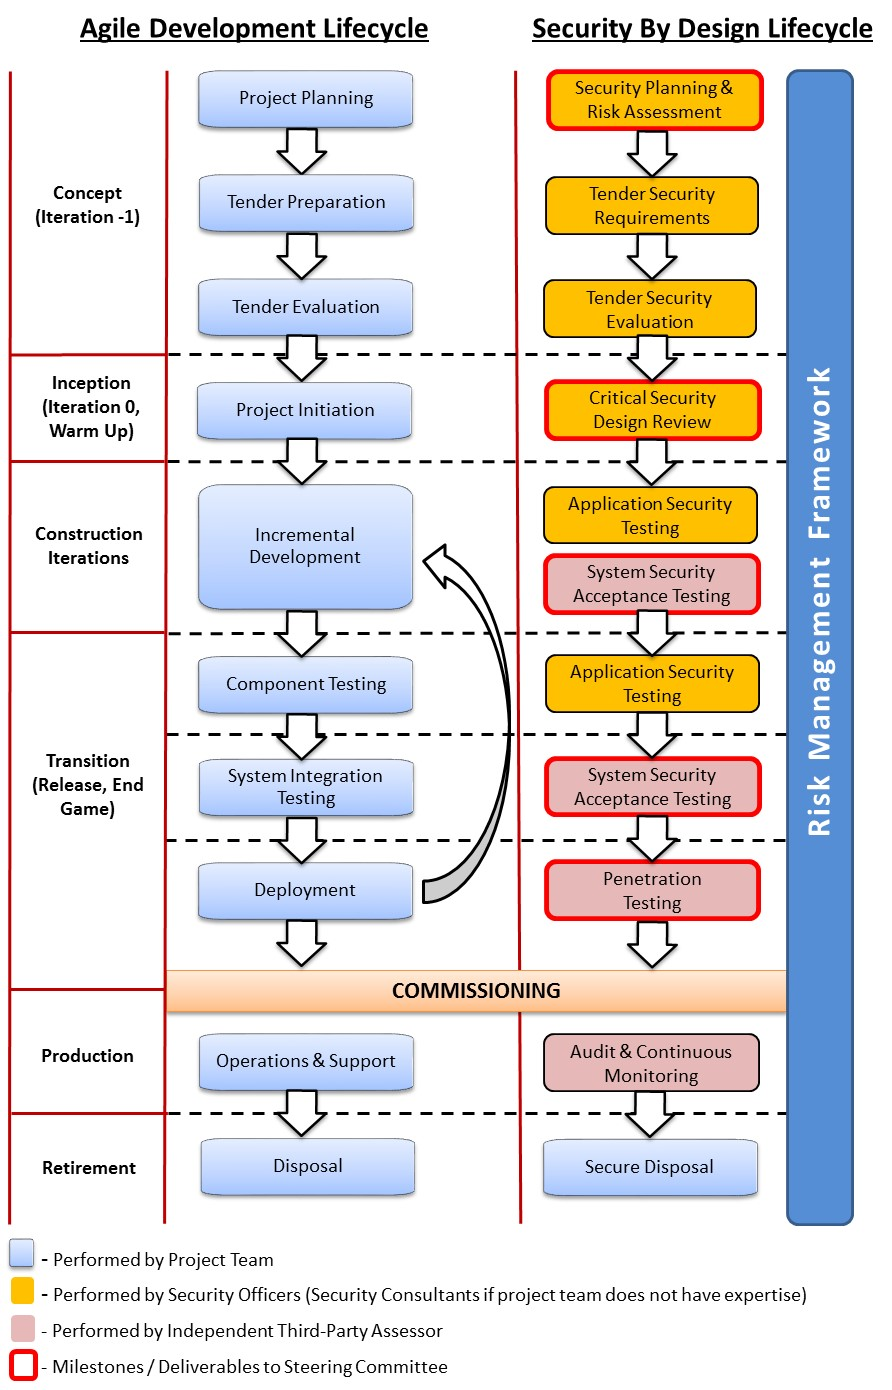 Agile Development Lifecycle
Security By Design Lifecycle
Concept
(Iteration -1)
Project Planning
Security Planning &
Risk Assessment
Tender Preparation
Tender Security
Requirements
Tender Evaluation
Tender Security
Evaluation
Inception
(Iteration 0,
Warm Up)
Project Initiation
Critical Security
Design Review
Construction
Iterations
Incremental
Development
Application Security
Testing
System Security
Acceptance Testing
Transition
(Release, End
Game)
Component Testing
Application Security
Testing
System Integration
Testing
System Security
Acceptance Testing
Deployment
Penetration
Testing
COMMISSIONING
Production
Operations & Support
Audit & Continuous
Monitoring
Retirement
Disposal
Secure Disposal
Risk Management Framework
- Performed by Project Team
- Performed by Security Officers (Security Consultants if project team does not have expertise)
- Performed by Independent Third-Party Assessor
- Milestones / Deliverables to Steering Committee